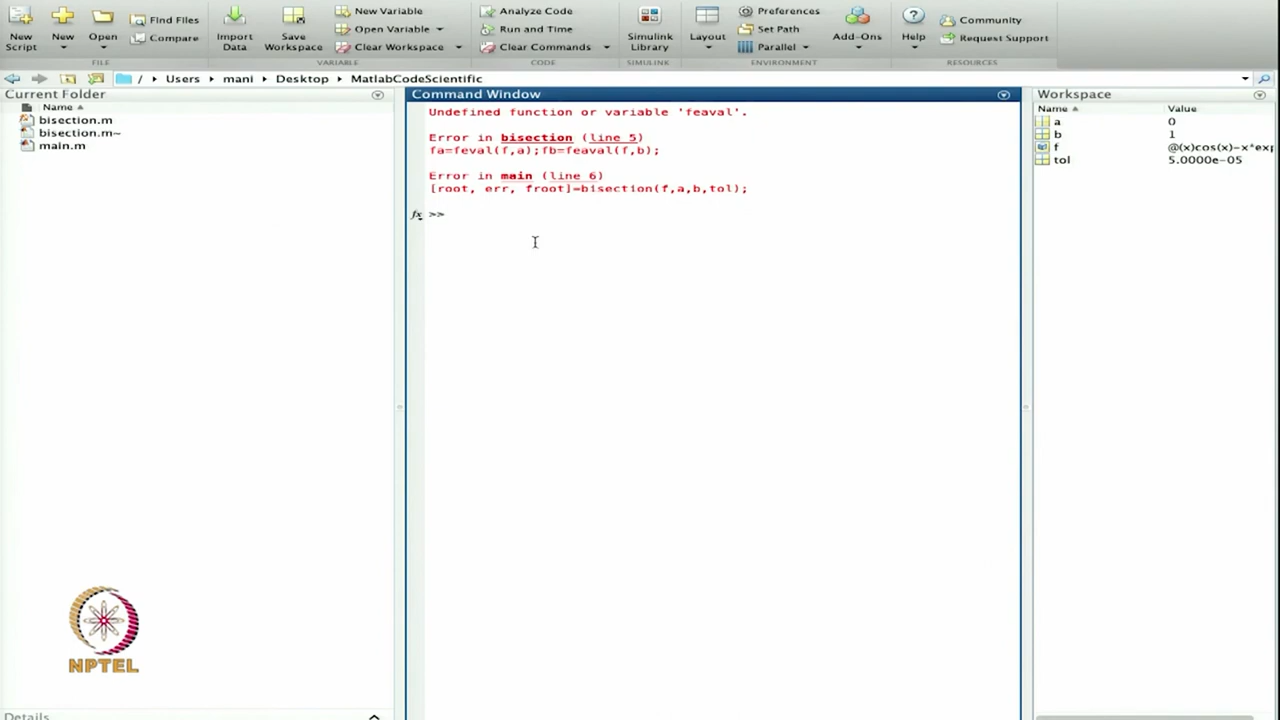 New Script
New
Open
Find Files
Compare
Import Data
Save Workspace
New Variable
Open Variable
Clear Workspace
Analyze Code
Run and Time
Clear Commands
Simulink Library
Layout
Preferences
Set Path
Parallel
Add-Ons
Help
Community
Request Support
FILE
VARIABLE
CODE
SIMULINK
ENVIRONMENT
RESOURCES
/ Users mani Desktop MatlabCodeScientific
Current Folder
Name
bisection.m
bisection.m~
main.m
Details
Command Window
Undefined function or variable 'feaval'.
Error in bisection (line 5)
fa=feval(f,a);fb=feaval(f,b);
Error in main (line 6)
[root, err, froot]=bisection(f,a,b,tol);
fx >>
Workspace
Name Value
a 0
b 1
f @(x)cos(x)-x*exp
tol 5.0000e-05
NPTEL